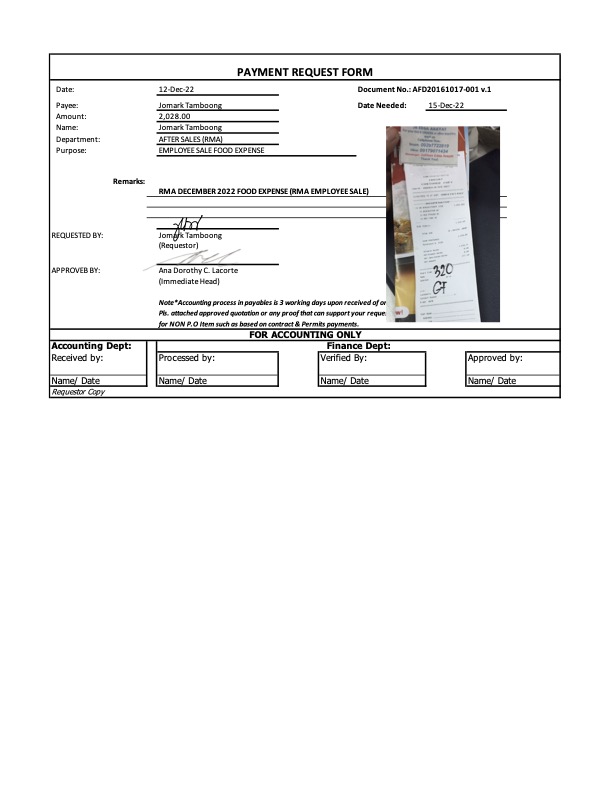 PAYMENT REQUEST FORM
Date: 12-Dec-22 Document No.: AFD20161017-001 v.1
Payee: Jomark Tamboong Date Needed: 15-Dec-22
Amount: 2,028.00
Name: Jomark Tamboong
Department: AFTER SALES (RMA)
Purpose: EMPLOYEE SALE FOOD EXPENSE
Remarks:
RMA DECEMBER 2022 FOOD EXPENSE (RMA EMPLOYEE SALE)
REQUESTED BY: Jomark Tamboong
(Requestor)
APPROVEB BY: Ana Dorothy C. Lacorte
(Immediate Head)
Note*Accounting process in payables is 3 working days upon received of or
Pls. attached approved quotation or any proof that can support your reque
for NON P.O Item such as based on contract & Permits payments.
320
GF
FOR ACCOUNTING ONLY
Accounting Dept: Finance Dept:
Received by: Processed by: Verified By: Approved by:
Name/ Date Name/ Date Name/ Date Name/ Date
Requestor Copy